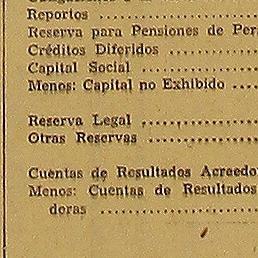 Reportos ....................
Reserva para Pensiones de Per
Créditos Diferidos ............
Capital Social ................
Menos: Capital no Exhibido ....
Reserva Legal ................
Otras Reservas ...............
Cuentas de Resultados Acreedo
Menos: Cuentas de Resultados
doras ......................